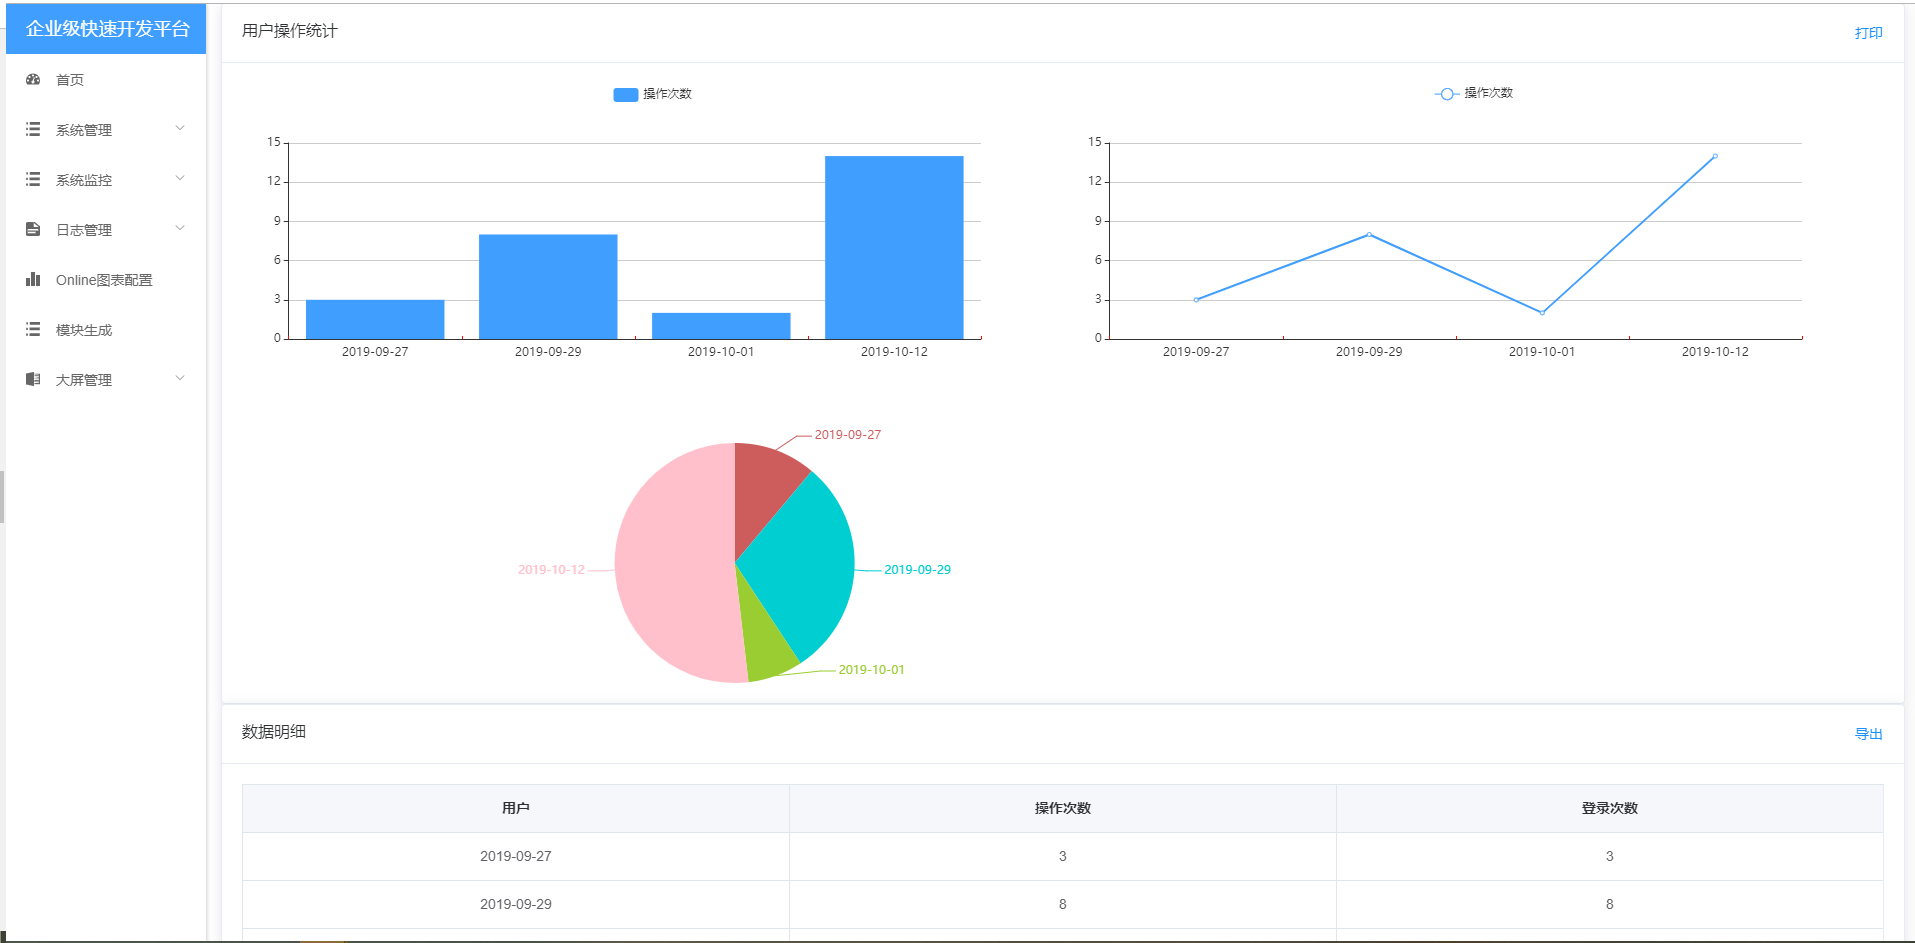 企业级快速开发平台
首页
系统管理
系统监控
日志管理
Online图表配置
模块生成
大屏管理
用户操作统计
打印
操作次数
15
12
9
6
3
0
2019-09-27 2019-09-29 2019-10-01 2019-10-12
操作次数
15
12
9
6
3
0
2019-09-27 2019-09-29 2019-10-01 2019-10-12
2019-09-27
2019-10-12
2019-09-29
2019-10-01
数据明细
导出
用户 操作次数 登录次数
2019-09-27 3 3
2019-09-29 8 8